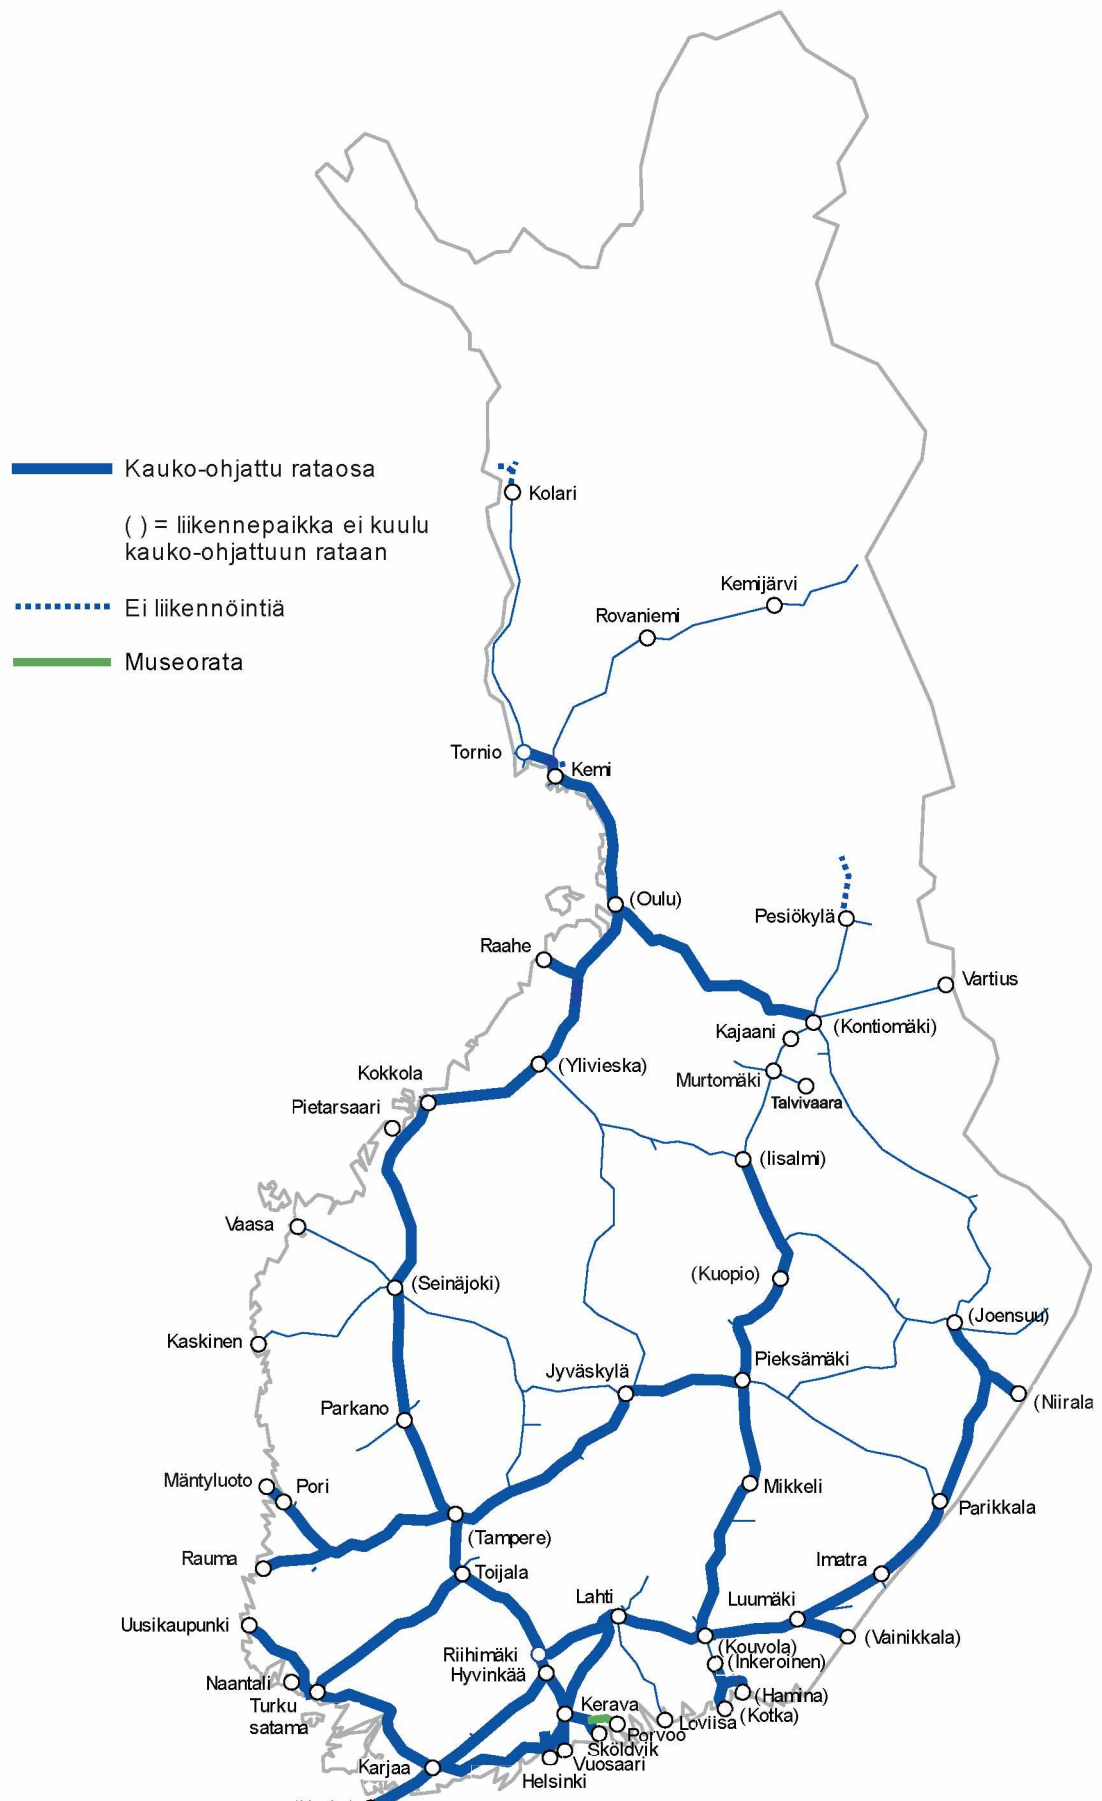 Kauko-ohjattu rataosa
( ) = liikennepaikka ei kuulu
kauko-ohjattuun rataan
Ei liikennöintiä
Museorata
Kolari
Kemijärvi
Rovaniemi
Tornio
Kemi
(Oulu)
Pesiökylä
Raahe
Vartius
(Kontiomäki)
Kajaani
(Ylivieska)
Kokkola
Murtomäki
Talvivaara
Pietarsaari
(Iisalmi)
Vaasa
(Seinäjoki)
(Kuopio)
(Joensuu)
Kaskinen
Pieksämäki
Jyväskylä
(Niirala
Parkano
Mäntyluoto
Pori
Mikkeli
Parikkala
(Tampere)
Rauma
Imatra
Toijala
Lahti
Luumäki
Uusikaupunki
(Kouvola)
(Vainikkala)
Riihimäki
Hyvinkää
(Inkeroinen)
Naantali
Turku
satama
Kerava
(Hamina)
(Kotka)
Loviisa
Porvoo
Sköldvik
Vuosaari
Karjaa
Helsinki